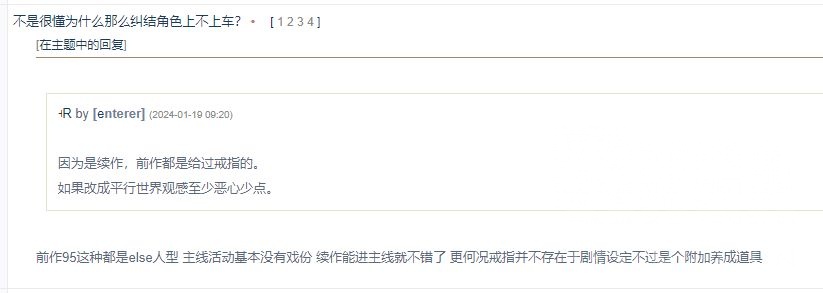 不是很懂为什么那么纠结角色上不上车? • [ 1 2 3 4 ]
[在主题中的回复]
+R by [enterer] (2024-01-19 09:20)
因为是续作，前作都是给过戒指的。
如果改成平行世界观感至少恶心少点。
前作95这种都是else人型 主线活动基本没有戏份 续作能进主线就不错了 更何况戒指并不存在于剧情设定不过是个附加养成道具